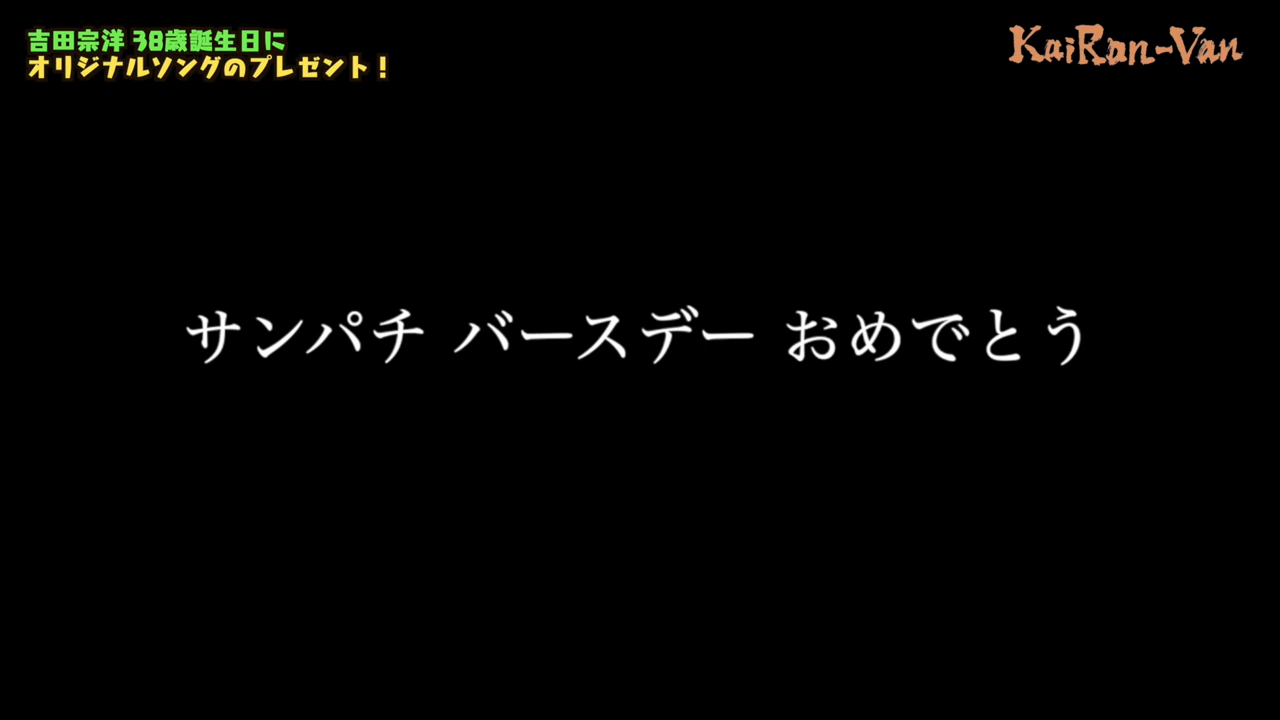 吉田宗洋 38歳誕生日に
オリジナルソングのプレゼント！
KaiRan-Van
サンパチ バースデー おめでとう